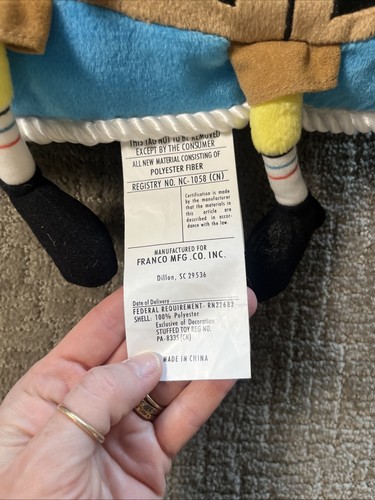 THIS TAG NOT TO BE REMOVED
EXCEPT BY THE CONSUMER
ALL NEW MATERIAL CONSISTING OF
POLYESTER FIBER
REGISTRY NO. NC-1058 (CN)
Certification is made
by the manufacturer
that the materials in
this article are
described in accor-
dance with the law.
MANUFACTURED FOR
FRANCO MFG.CO.INC.
Dillon, SC 29536
Date of Delivery
FEDERAL REQUIREMENT- RN22682
SHELL: 100% Polyester
Exclusive of Decoration
STUFFED TOY REG NO.
PA-8335(CN)
MADE IN CHINA